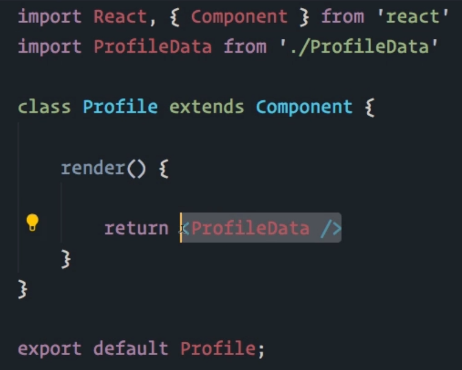 import React, { Component } from 'react'
import ProfileData from './ProfileData'
class Profile extends Component {
render() {
return <ProfileData />
}
}
export default Profile;